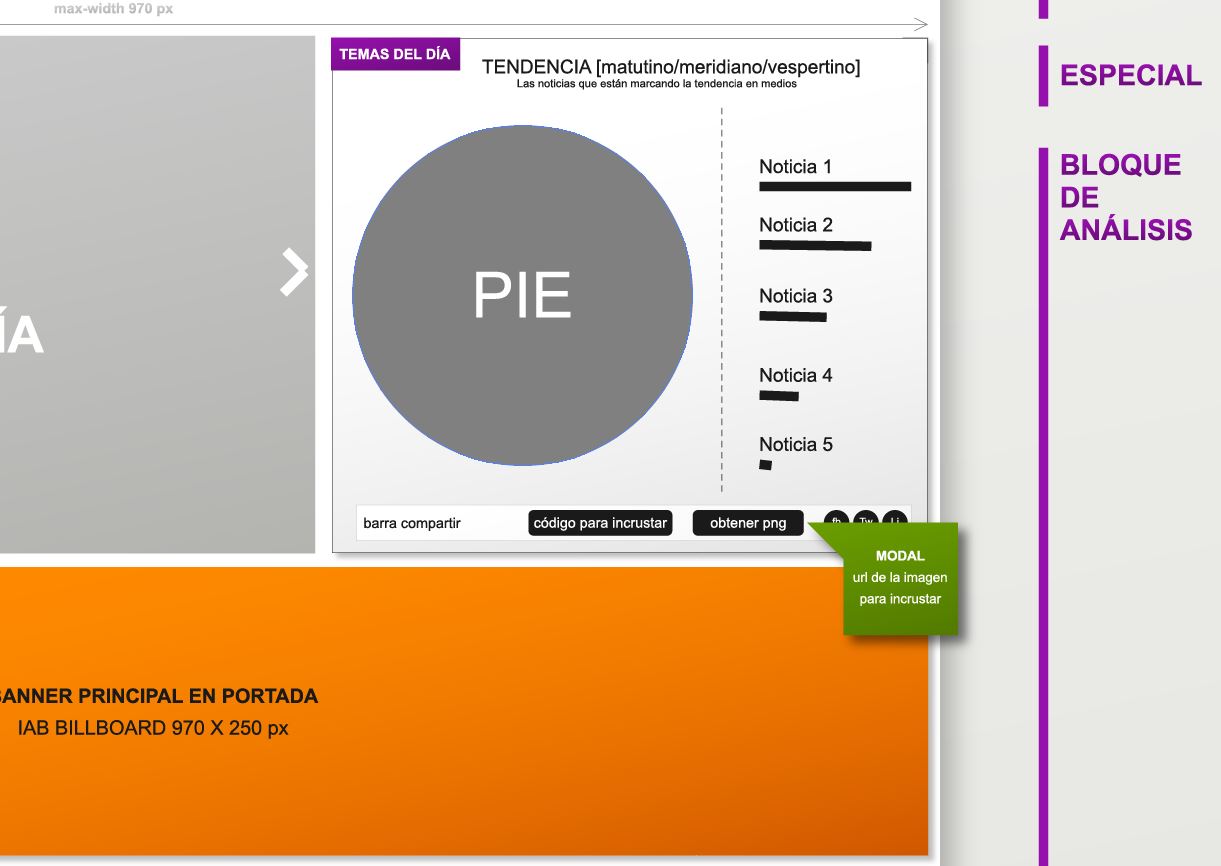 max-width 970 px
TEMAS DEL DÍA
TENDENCIA [matutino/meridiano/vespertino]
Las noticias que están marcando la tendencia en medios
PIE
Noticia 1
Noticia 2
Noticia 3
Noticia 4
Noticia 5
barra compartir
código para incrustar
obtener png
fb
Tw
Li
MODAL
url de la imagen
para incrustar
ÍA
BANNER PRINCIPAL EN PORTADA
IAB BILLBOARD 970 X 250 px
ESPECIAL
BLOQUE
DE
ANÁLISIS